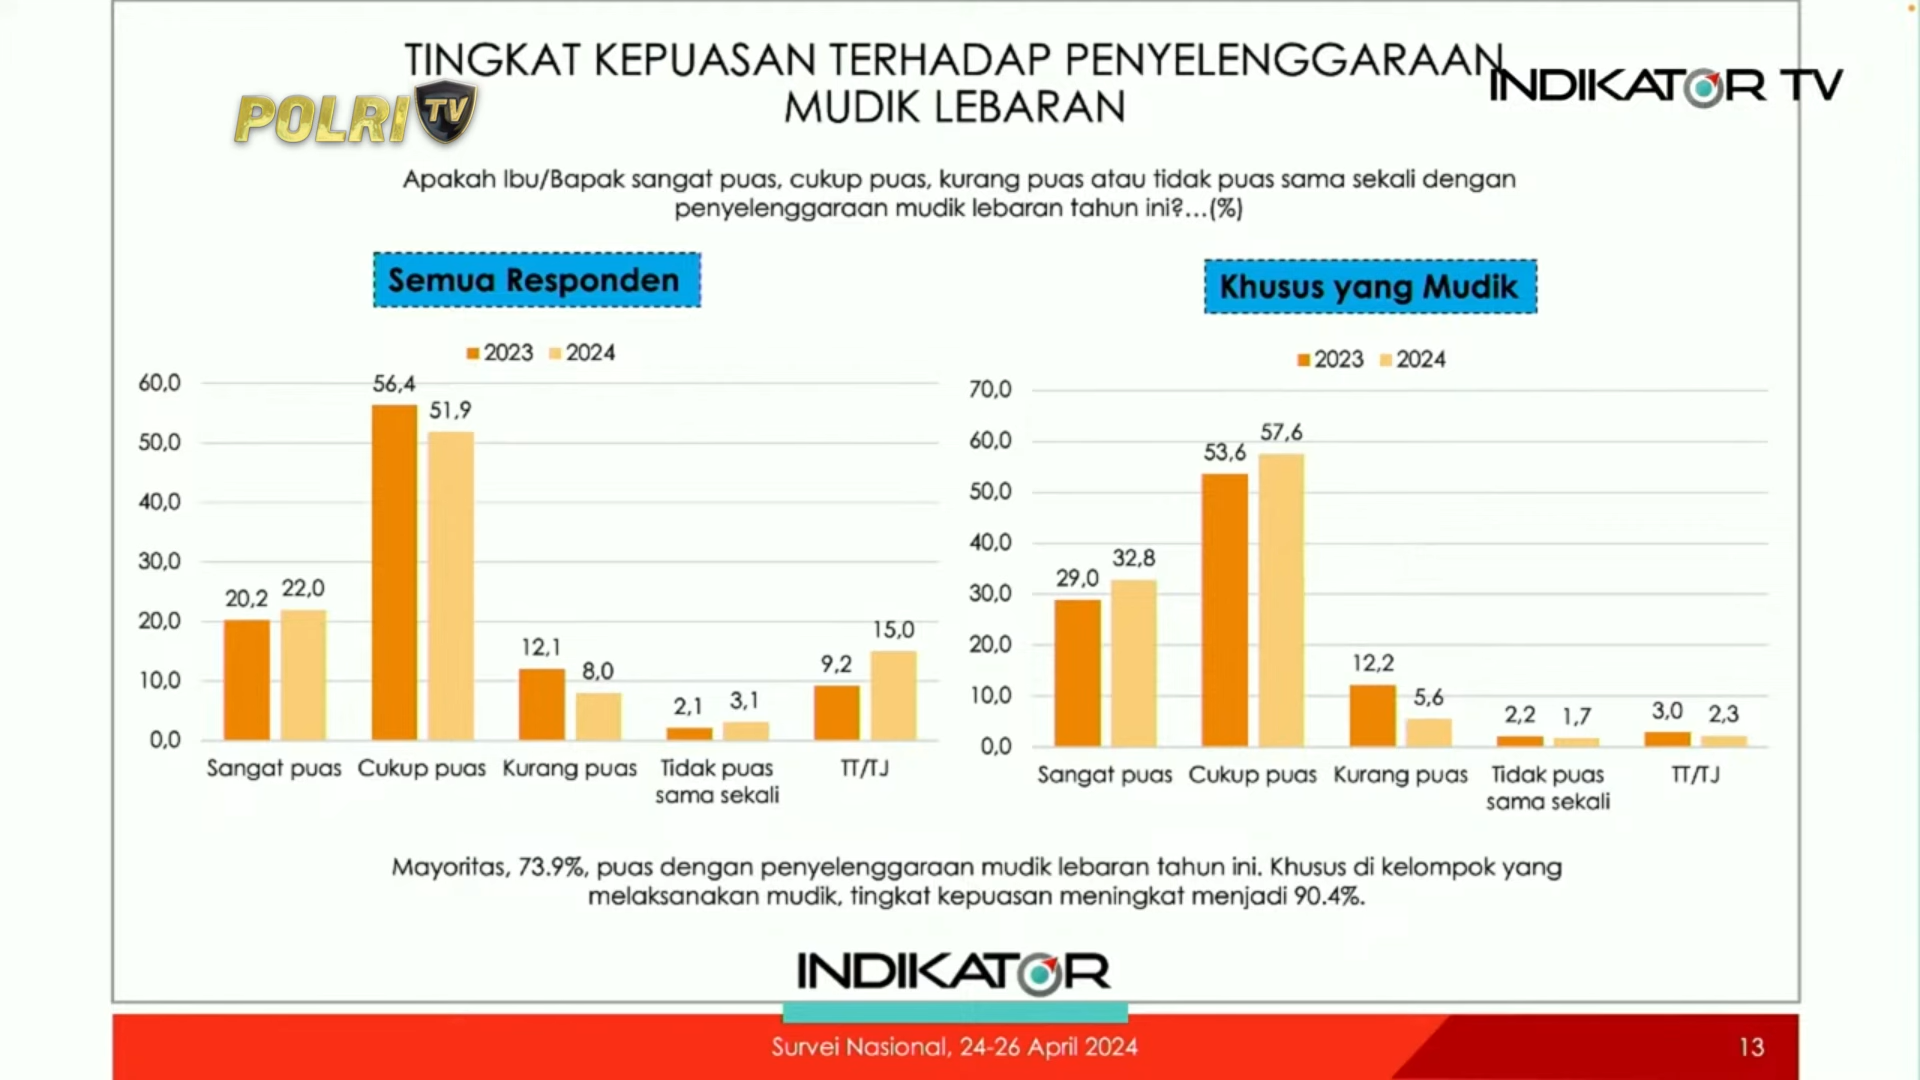 TINGKAT KEPUASAN TERHADAP PENYELENGGARAAN
MUDIK LEBARAN
POLRI TV
INDIKATOR TV
Apakah Ibu/Bapak sangat puas, cukup puas, kurang puas atau tidak puas sama sekali dengan
penyelenggaraan mudik lebaran tahun ini?...(%)
Semua Responden
2023 2024
60,0
50,0
40,0
30,0
20,0
10,0
0,0
20,2 22,0
56,4 51,9
12,1 8,0
2,1 3,1
9,2 15,0
Sangat puas Cukup puas Kurang puas Tidak puas TT/TJ
sama sekali
Khusus yang Mudik
2023 2024
70,0
60,0
50,0
40,0
30,0
20,0
10,0
0,0
29,0 32,8
53,6 57,6
12,2 5,6
2,2 1,7
3,0 2,3
Sangat puas Cukup puas Kurang puas Tidak puas TT/TJ
sama sekali
Mayoritas, 73.9%, puas dengan penyelenggaraan mudik lebaran tahun ini. Khusus di kelompok yang
melaksanakan mudik, tingkat kepuasan meningkat menjadi 90.4%.
INDIKATOR
Survei Nasional, 24-26 April 2024
13